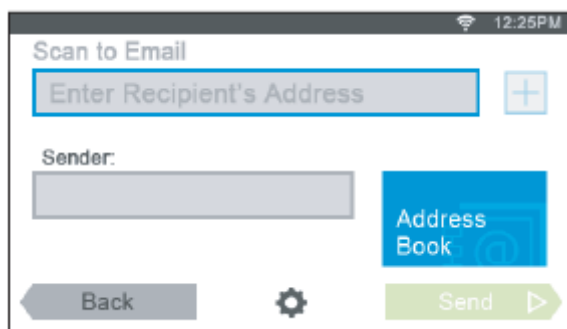 12:25PM
Scan to Email
Enter Recipient's Address
Sender:
Address
Book
Back
Send